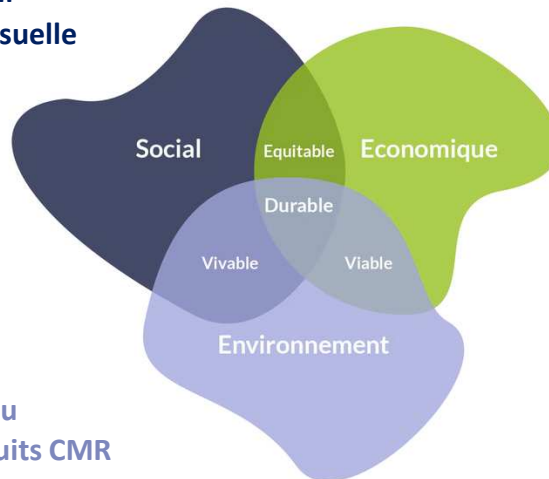 suelle
Social
Equitable
Economique
Durable
Vivable
Viable
Environnement
u
uits CMR